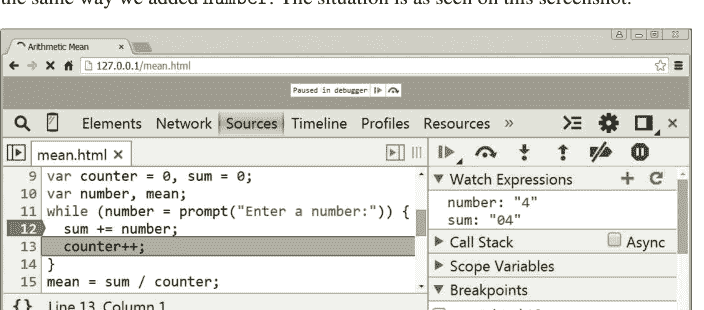 the same way we added number. The situation is as seen on this screenshot:
Arithmetic Mean ×
127.0.0.1/mean.html
Paused in debugger
Elements Network Sources Timeline Profiles Resources »
mean.html ×
9 var counter = 0, sum = 0;
10 var number, mean;
11 while (number = prompt("Enter a number:")) {
12 sum += number;
13 counter++;
14 }
15 mean = sum / counter;
{} Line 13, Column 1
Watch Expressions
number: "4"
sum: "04"
Call Stack Async
Scope Variables
Breakpoints